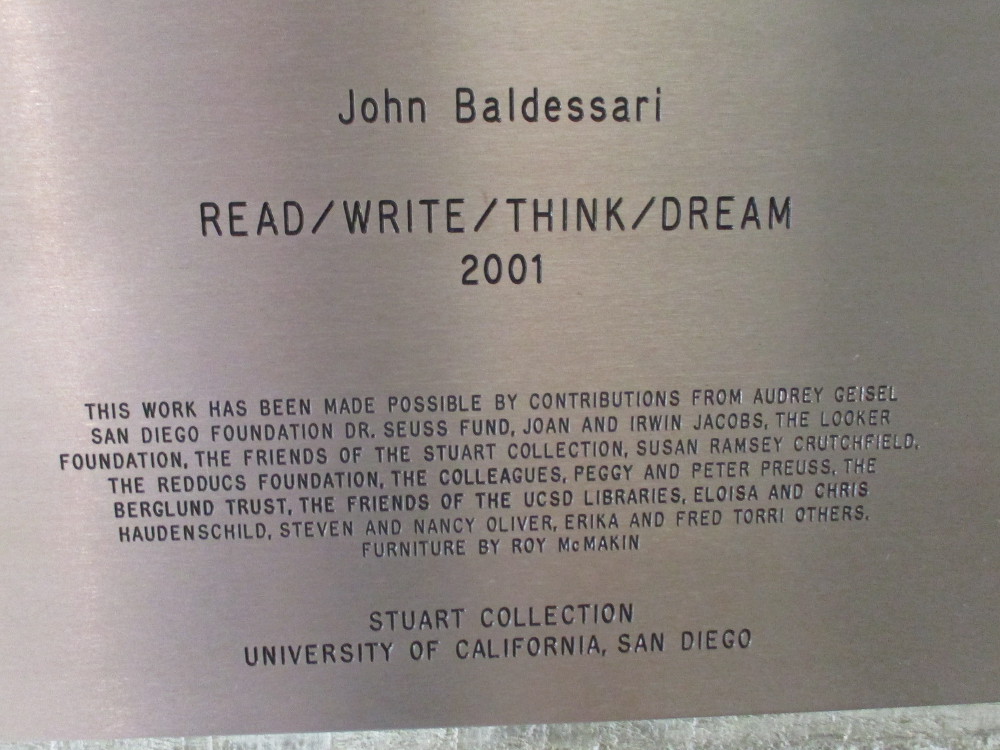 John Baldessari
READ/WRITE/THINK/DREAM
2001
THIS WORK HAS BEEN MADE POSSIBLE BY CONTRIBUTIONS FROM AUDREY GEISEL
SAN DIEGO FOUNDATION DR. SEUSS FUND, JOAN AND IRWIN JACOBS, THE LOOKER
FOUNDATION, THE FRIENDS OF THE STUART COLLECTION, SUSAN RAMSEY CRUTCHFIELD,
THE REDDUCS FOUNDATION, THE COLLEAGUES, PEGGY AND PETER PREUSS, THE
BERGLUND TRUST, THE FRIENDS OF THE UCSD LIBRARIES, ELOISA AND CHRIS
HAUDENSCHILD, STEVEN AND NANCY OLIVER, ERIKA AND FRED TORRI OTHERS.
FURNITURE BY ROY McMAKIN
STUART COLLECTION
UNIVERSITY OF CALIFORNIA, SAN DIEGO